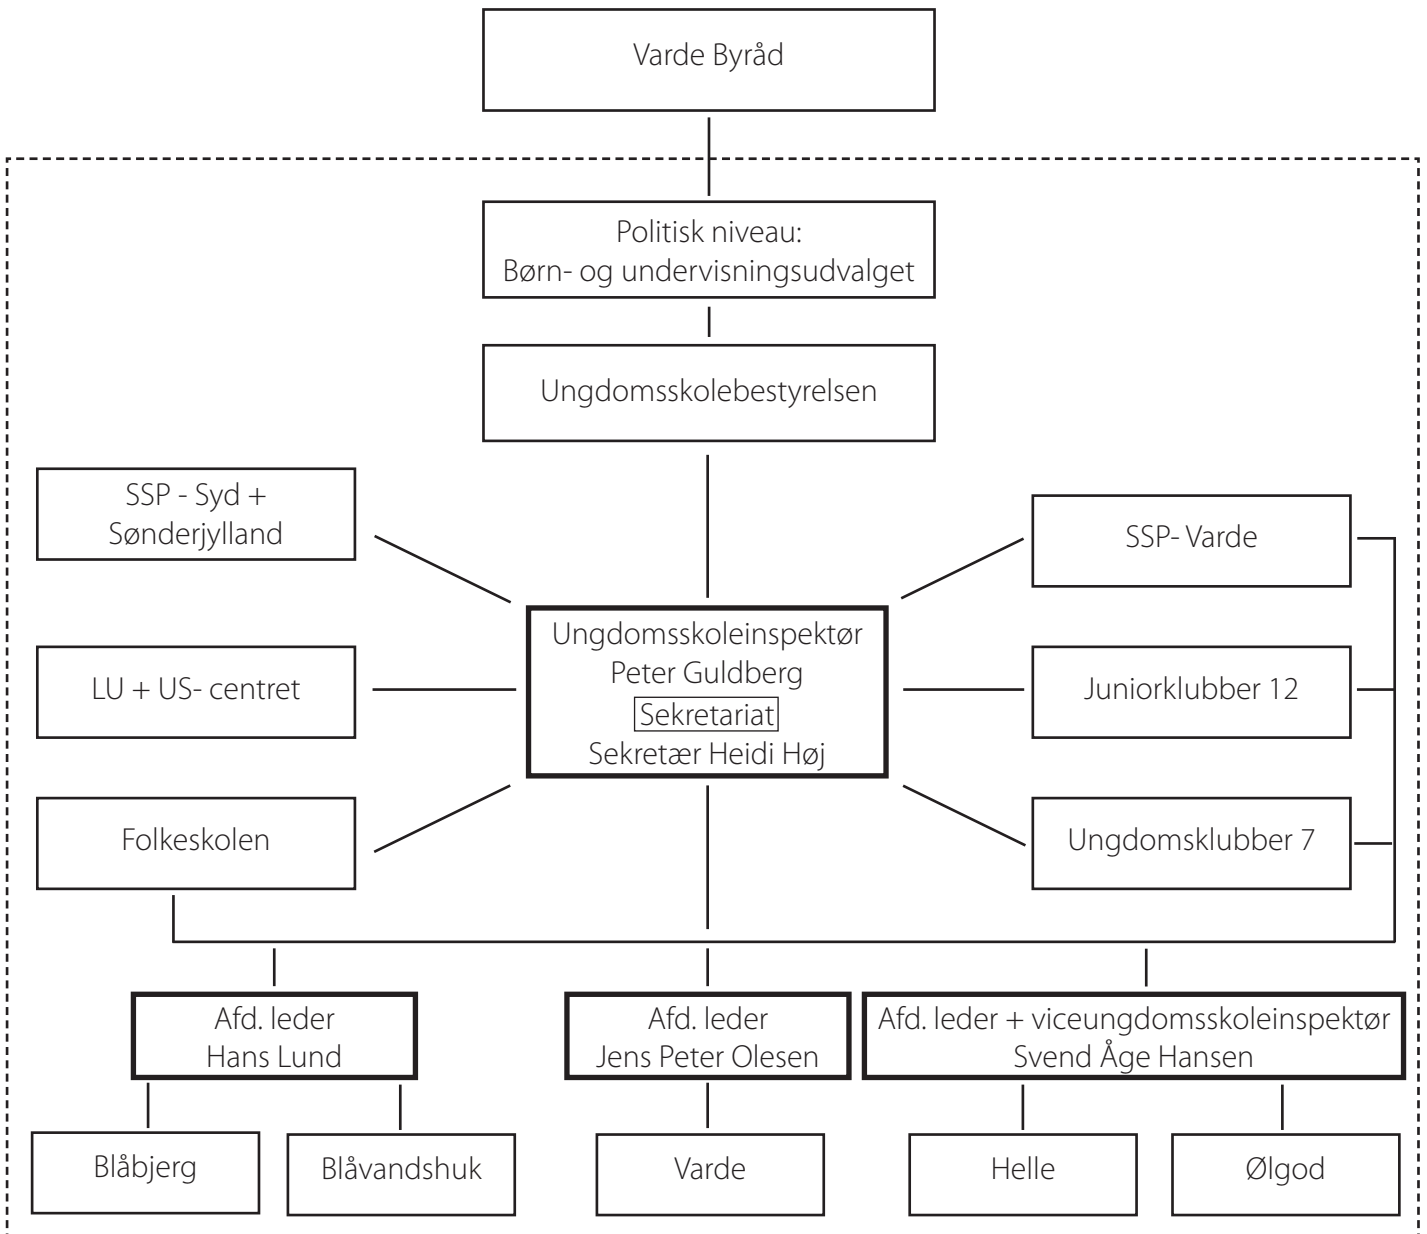 Varde Byråd
Politisk niveau:
Børn- og undervisningsudvalget
Ungdomsskolebestyrelsen
SSP - Syd +
Sønderjylland
SSP- Varde
Ungdomsskoleinspektør
Peter Guldberg
Sekretariat
Sekretær Heidi Høj
LU + US- centret
Juniorklubber 12
Folkeskolen
Ungdomsklubber 7
Afd. leder
Hans Lund
Afd. leder
Jens Peter Olesen
Afd. leder + viceungdomsskoleinspektør
Svend Åge Hansen
Blåbjerg
Blåvandshuk
Varde
Helle
Ølgod